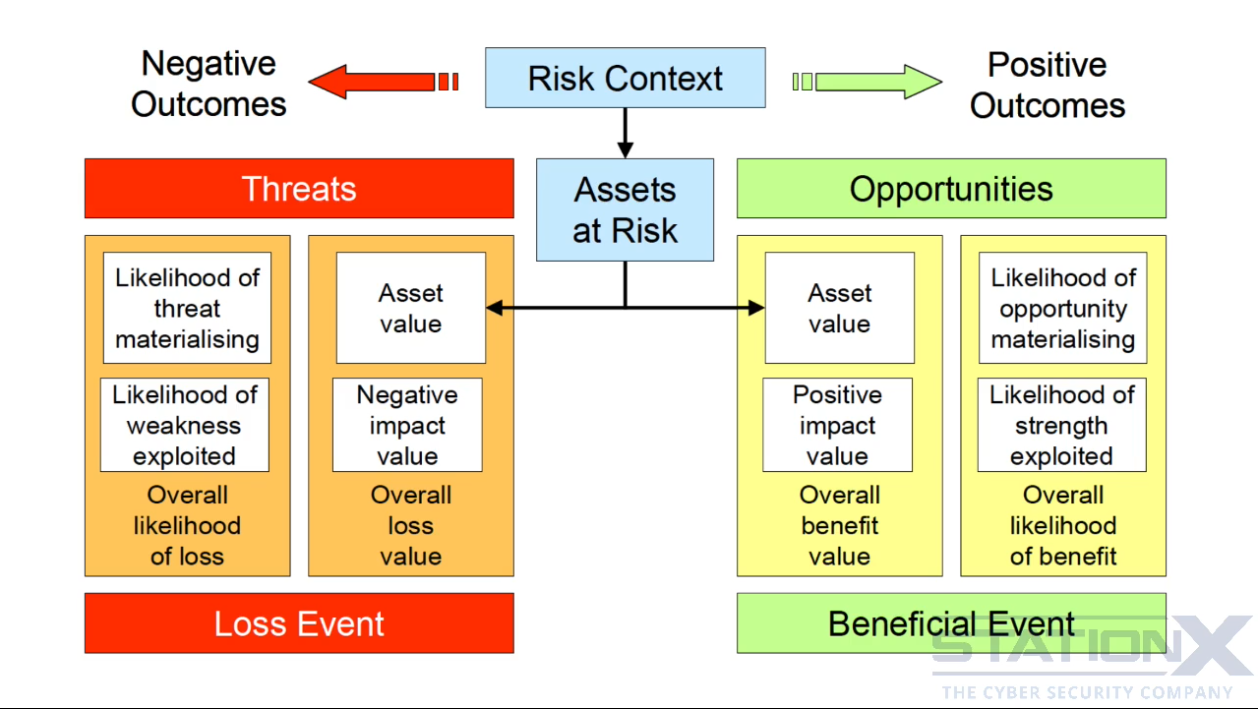 Negative
Outcomes
Risk Context
Positive
Outcomes
Threats
Assets
at Risk
Opportunities
Likelihood of
threat
materialising
Asset
value
Asset
value
Likelihood of
opportunity
materialising
Likelihood of
weakness
exploited
Negative
impact
value
Positive
impact
value
Likelihood of
strength
exploited
Overall
likelihood
of loss
Overall
loss
value
Overall
benefit
value
Overall
likelihood
of benefit
Loss Event
Beneficial Event
STATIONX
THE CYBER SECURITY COMPANY